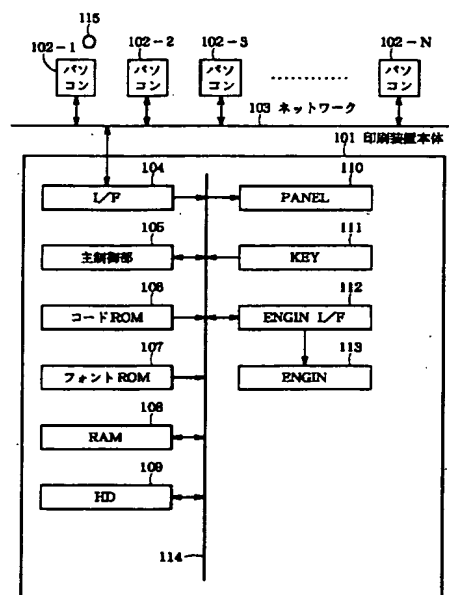 115
102-1 102-2 102-3 102-N
パソコン パソコン パソコン ………… パソコン
103 ネットワーク
101 印刷装置本体
104 110
I/F PANEL
105 111
主制御部 KEY
106 112
コードROM ENGIN I/F
107 113
フォントROM ENGIN
108
RAM
109
HD
114